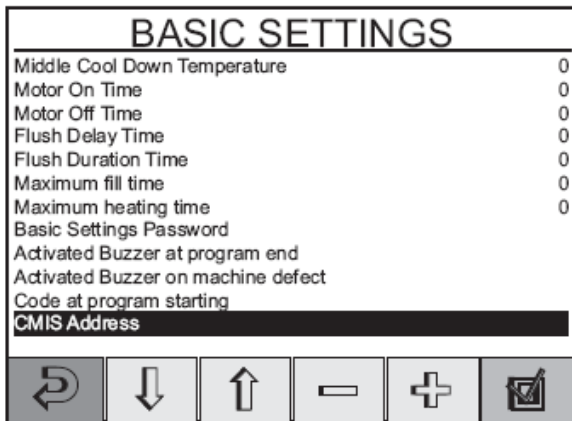 BASIC SETTINGS
Middle Cool Down Temperature 0
Motor On Time 0
Motor Off Time 0
Flush Delay Time 0
Flush Duration Time 0
Maximum fill time 0
Maximum heating time 0
Basic Settings Password
Activated Buzzer at program end
Activated Buzzer on machine defect
Code at program starting
CMIS Address